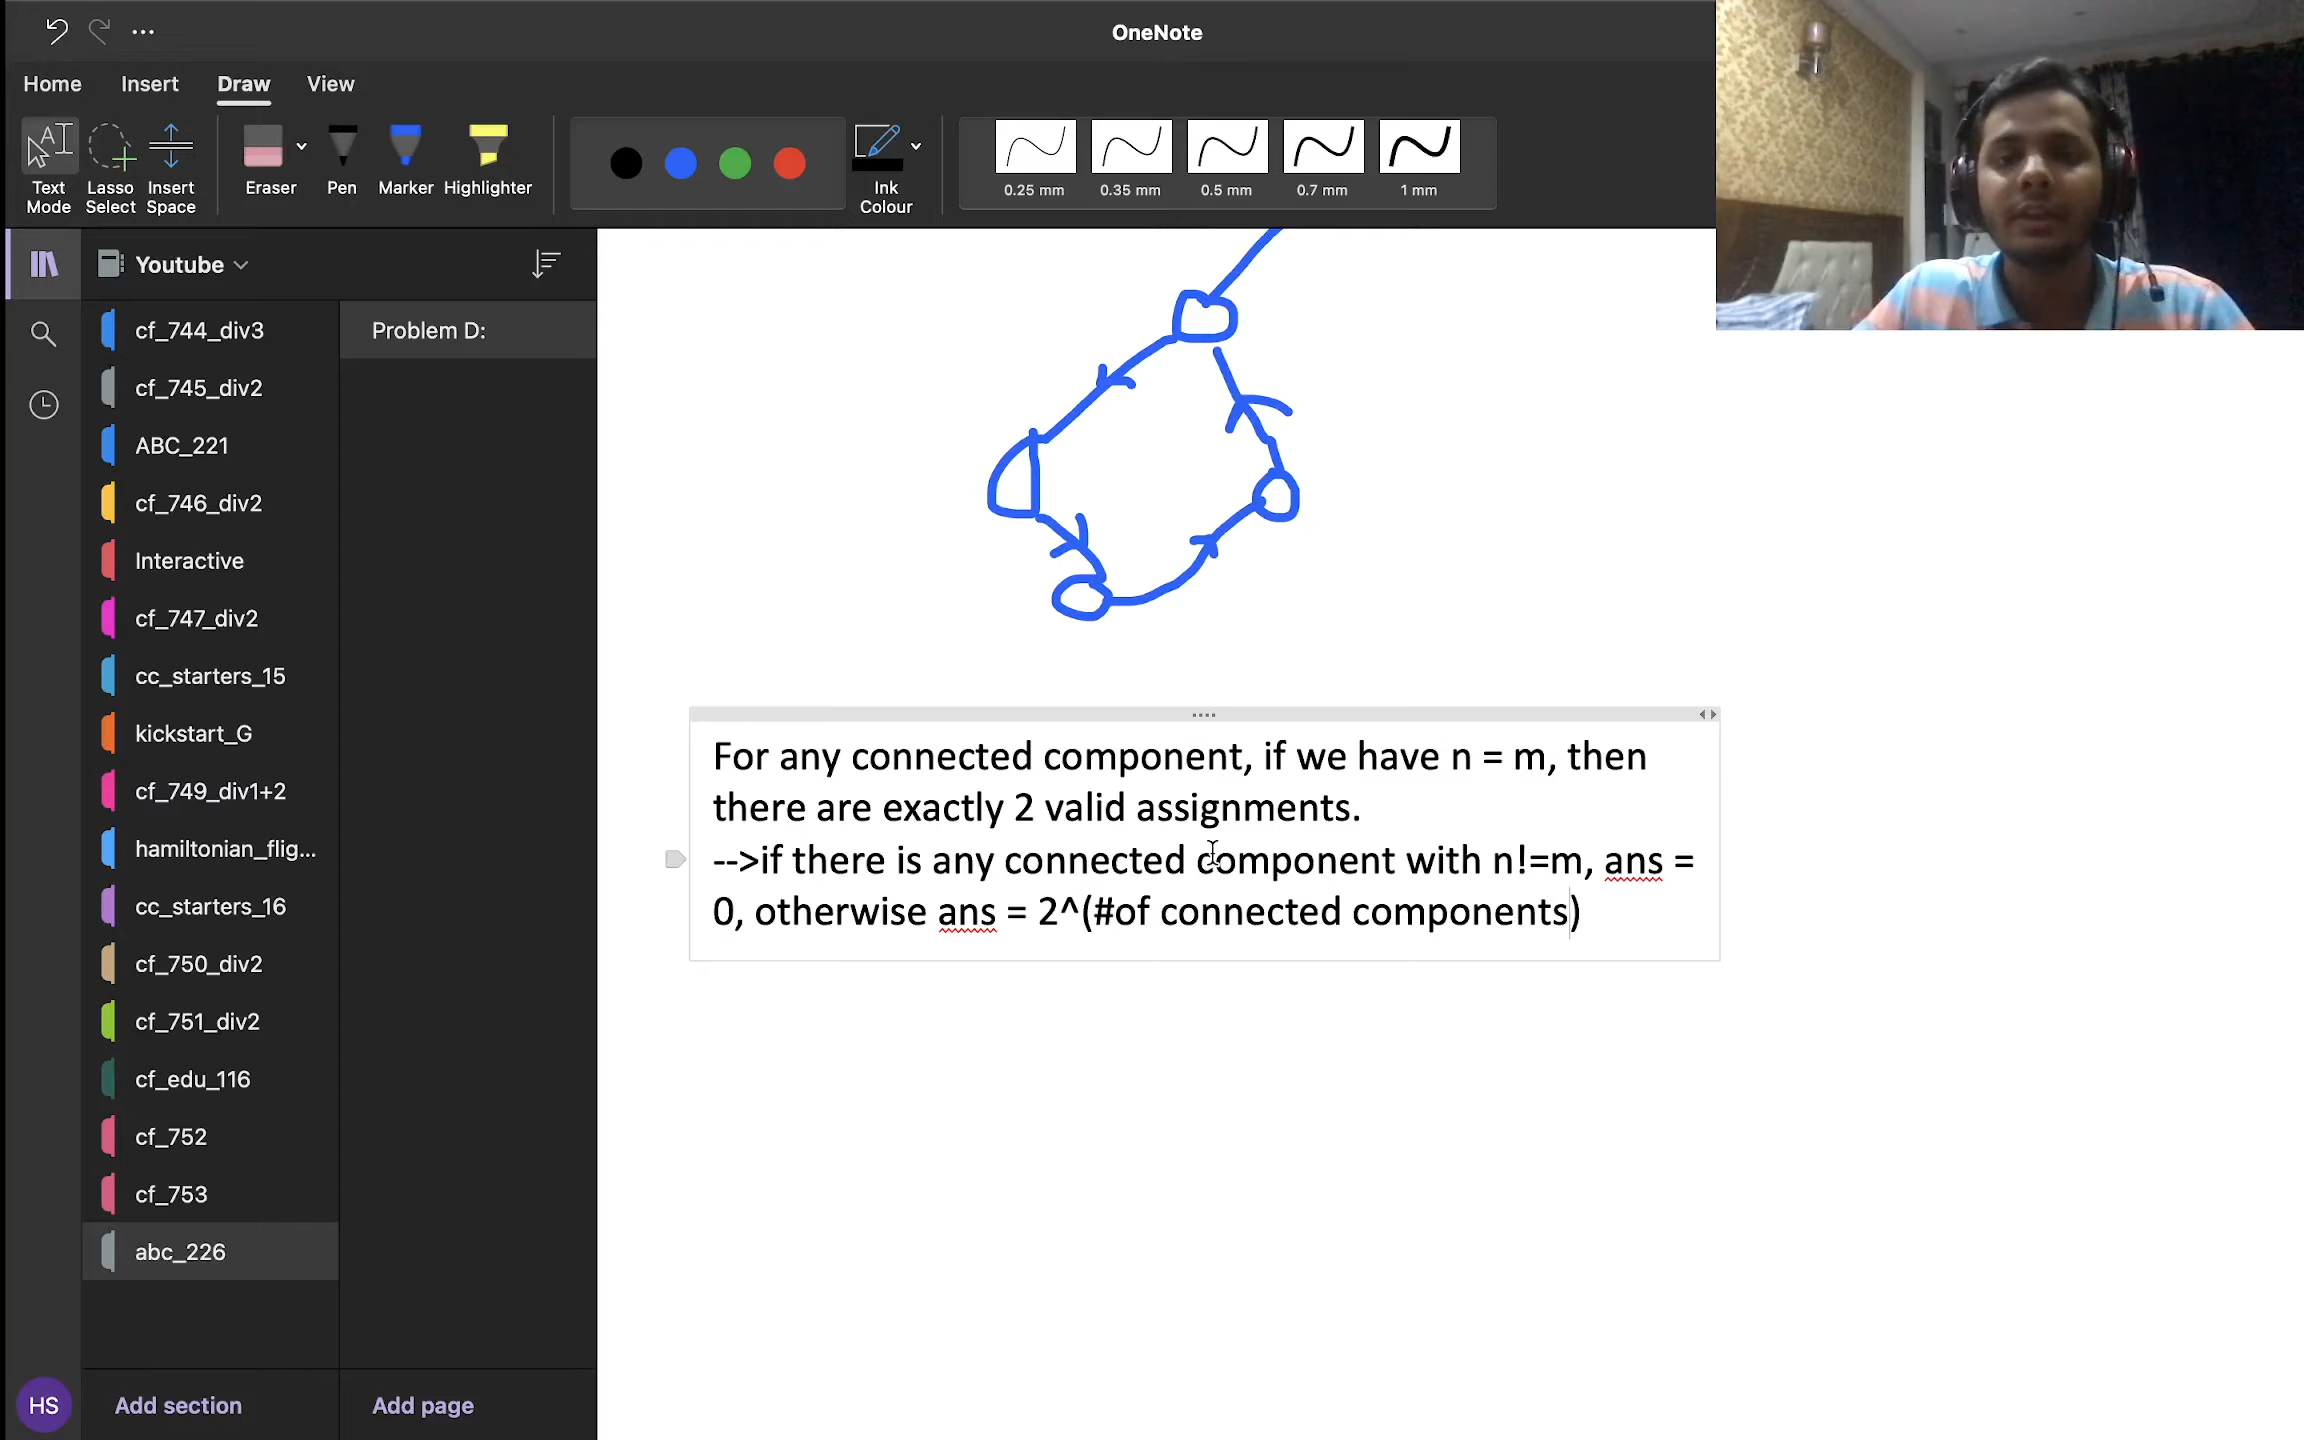 OneNote
Home Insert Draw View
Text Mode
Lasso Select
Insert Space
Eraser
Pen
Marker
Highlighter
Ink Colour
0.25 mm
0.35 mm
0.5 mm
0.7 mm
1 mm
Youtube
cf_744_div3
cf_745_div2
ABC_221
cf_746_div2
Interactive
cf_747_div2
cc_starters_15
kickstart_G
cf_749_div1+2
hamiltonian_flig...
cc_starters_16
cf_750_div2
cf_751_div2
cf_edu_116
cf_752
cf_753
abc_226
Problem D:
For any connected component, if we have n = m, then
there are exactly 2 valid assignments.
-->if there is any connected component with n!=m, ans =
0, otherwise ans = 2^(#of connected components)
HS
Add section
Add page